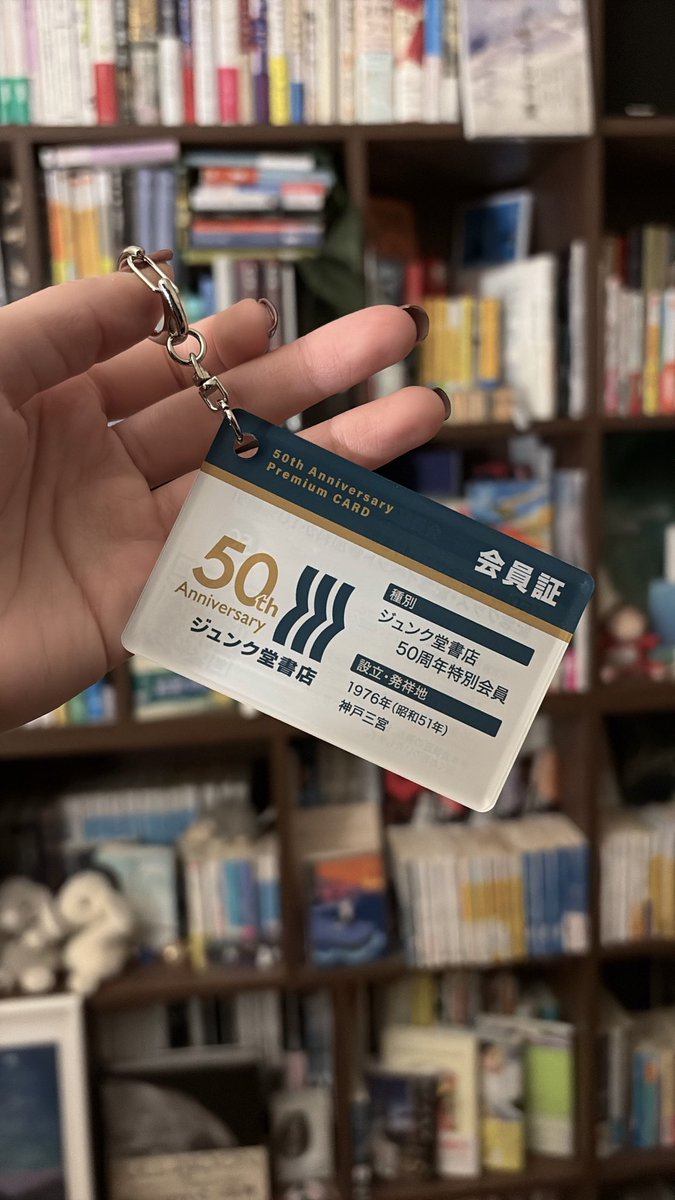 50th Anniversary
Premium CARD
会員証
50th
Anniversary
ジュンク堂書店
種別
ジュンク堂書店
50周年特別会員
設立・発祥地
1976年(昭和51年)
神戸三宮